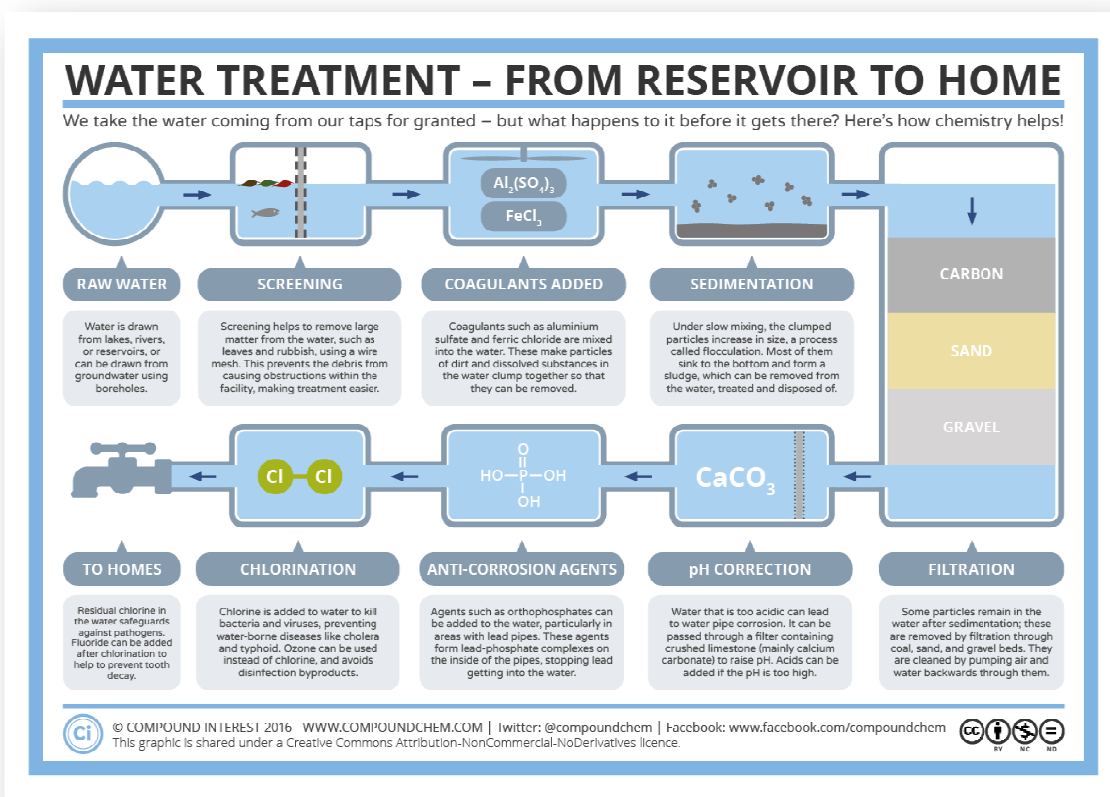 WATER TREATMENT – FROM RESERVOIR TO HOME
We take the water coming from our taps for granted – but what happens to it before it gets there? Here's how chemistry helps!
Al₂(SO₄)₃
FeCl₃
CARBON
SAND
GRAVEL
RAW WATER
Water is drawn
from lakes, rivers,
or reservoirs, or
can be drawn from
groundwater using
boreholes.
SCREENING
Screening helps to remove large
matter from the water, such as
leaves and rubbish, using a wire
mesh. This prevents the debris from
causing obstructions within the
facility, making treatment easier.
COAGULANTS ADDED
Coagulants such as aluminium
sulfate and ferric chloride are mixed
into the water. These make particles
of dirt and dissolved substances in
the water clump together so that
they can be removed.
SEDIMENTATION
Under slow mixing, the clumped
particles increase in size, a process
called flocculation. Most of them
sink to the bottom and form a
sludge, which can be removed from
the water, treated and disposed of.
Cl Cl
O
HO P OH
OH
CaCO₃
TO HOMES
Residual chlorine in
the water safeguards
against pathogens.
Fluoride can be added
after chlorination to
help to prevent tooth
decay.
CHLORINATION
Chlorine is added to water to kill
bacteria and viruses, preventing
water-borne diseases like cholera
and typhoid. Ozone can be used
instead of chlorine, and avoids
disinfection byproducts.
ANTI-CORROSION AGENTS
Agents such as orthophosphates can
be added to the water, particularly in
areas with lead pipes. These agents
form lead-phosphate complexes on
the inside of the pipes, stopping lead
getting into the water.
pH CORRECTION
Water that is too acidic can lead
to water pipe corrosion. It can be
passed through a filter containing
crushed limestone (mainly calcium
carbonate) to raise pH. Acids can be
added if the pH is too high.
FILTRATION
Some particles remain in the
water after sedimentation; these
are removed by filtration through
coal, sand, and gravel beds. They
are cleaned by pumping air and
water backwards through them.
Ci
© COMPOUND INTEREST 2016 WWW.COMPOUNDCHEM.COM | Twitter: @compoundchem | Facebook: www.facebook.com/compoundchem
This graphic is shared under a Creative Commons Attribution-NonCommercial-NoDerivatives licence.
CC
BY NC ND